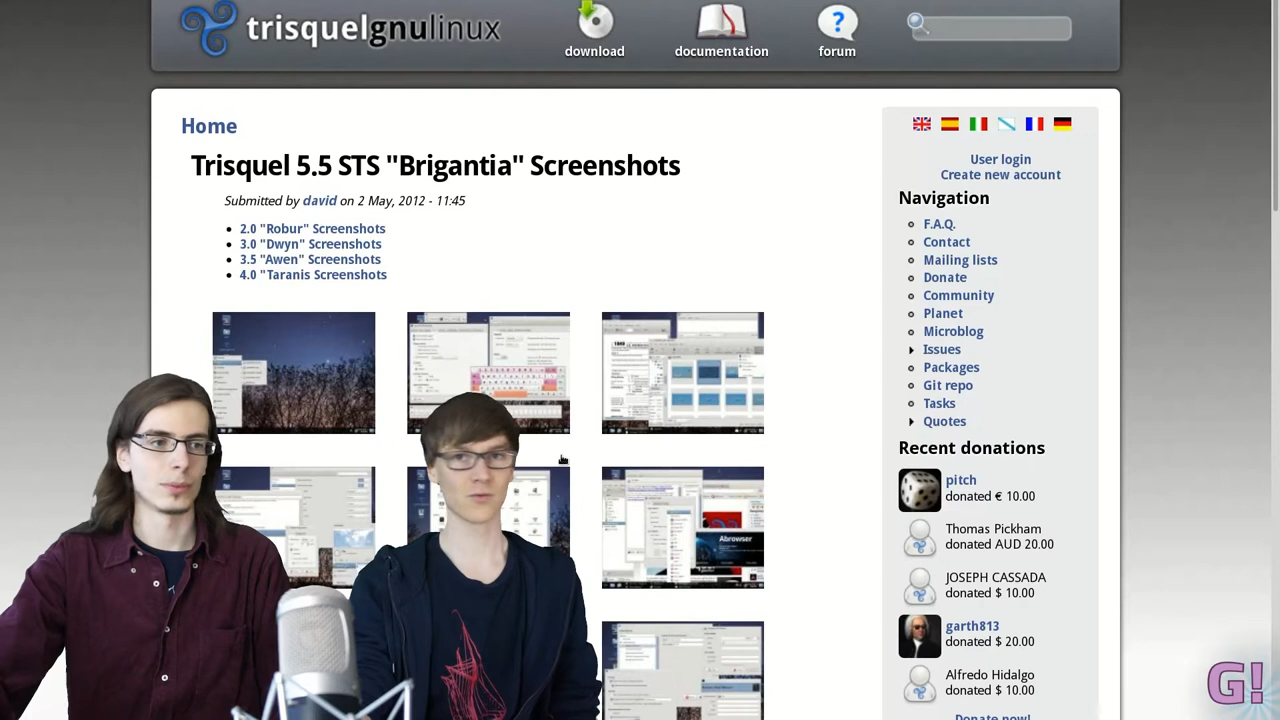 trisquelgnulinux
download
documentation
forum
Home
Trisquel 5.5 STS "Brigantia" Screenshots
Submitted by david on 2 May, 2012 - 11:45
2.0 "Robur" Screenshots
3.0 "Dwyn" Screenshots
3.5 "Awen" Screenshots
4.0 "Taranis Screenshots
User login
Create new account
Navigation
F.A.Q.
Contact
Mailing lists
Donate
Community
Planet
Microblog
Issues
Packages
Git repo
Tasks
Quotes
Recent donations
pitch
donated € 10.00
Thomas Pickham
donated AUD 20.00
JOSEPH CASSADA
donated $ 10.00
garth813
donated $ 20.00
Alfredo Hidalgo
donated $ 10.00
Donate now!
Abrowser
G!